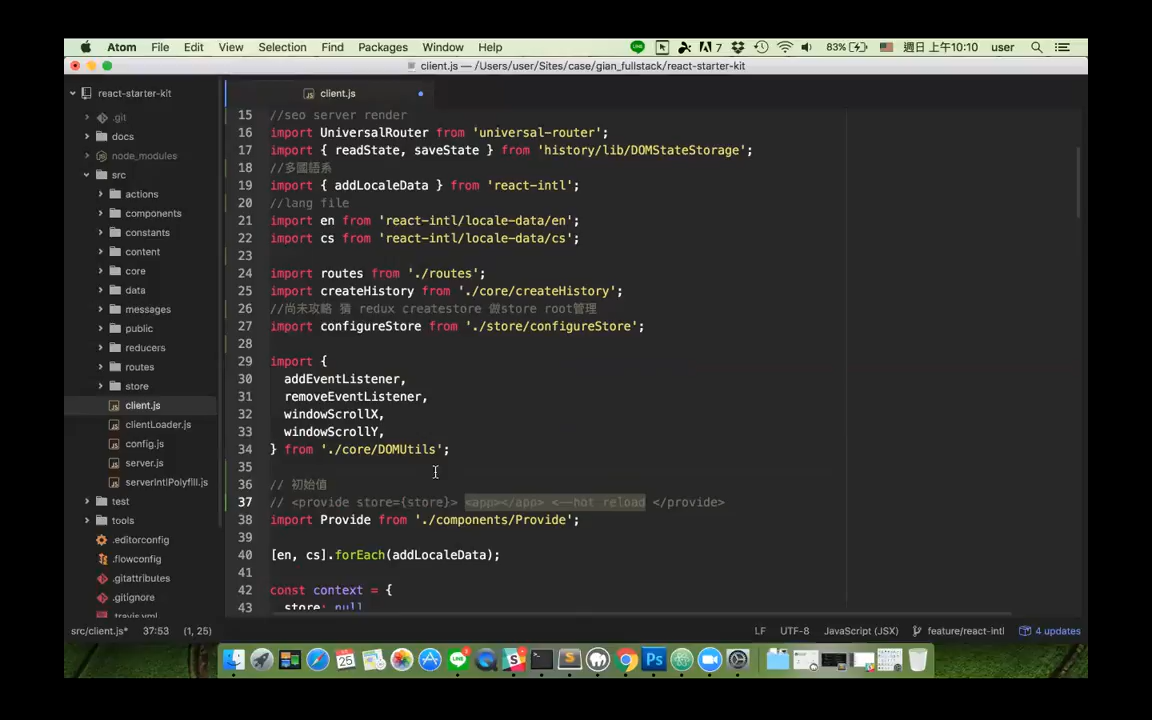 Atom File Edit View Selection Find Packages Window Help 7 83% 週日 上午10:10 user
client.js — /Users/user/Sites/case/gian_fullstack/react-starter-kit
react-starter-kit
.git
docs
node_modules
src
actions
components
constants
content
core
data
messages
public
reducers
routes
store
client.js
clientLoader.js
config.js
server.js
serverIntlPolyfill.js
test
tools
.editorconfig
.flowconfig
.gitattributes
.gitignore
.travis.yml
client.js
15 //seo server render
16 import UniversalRouter from 'universal-router';
17 import { readState, saveState } from 'history/lib/DOMStateStorage';
18 //多國語系
19 import { addLocaleData } from 'react-intl';
20 //lang file
21 import en from 'react-intl/locale-data/en';
22 import cs from 'react-intl/locale-data/cs';
23
24 import routes from './routes';
25 import createHistory from './core/createHistory';
26 //尚未攻略 猜 redux createstore 做store root管理
27 import configureStore from './store/configureStore';
28
29 import {
30 addEventListener,
31 removeEventListener,
32 windowScrollX,
33 windowScrollY,
34 } from './core/DOMUtils';
35
36 // 初始值
37 // <provide store={store}> <app></app> <--hot reload </provide>
38 import Provide from './components/Provide';
39
40 [en, cs].forEach(addLocaleData);
41
42 const context = {
43 store: null
src/client.js* 37:53 (1, 25) LF UTF-8 JavaScript (JSX) feature/react-intl 4 updates